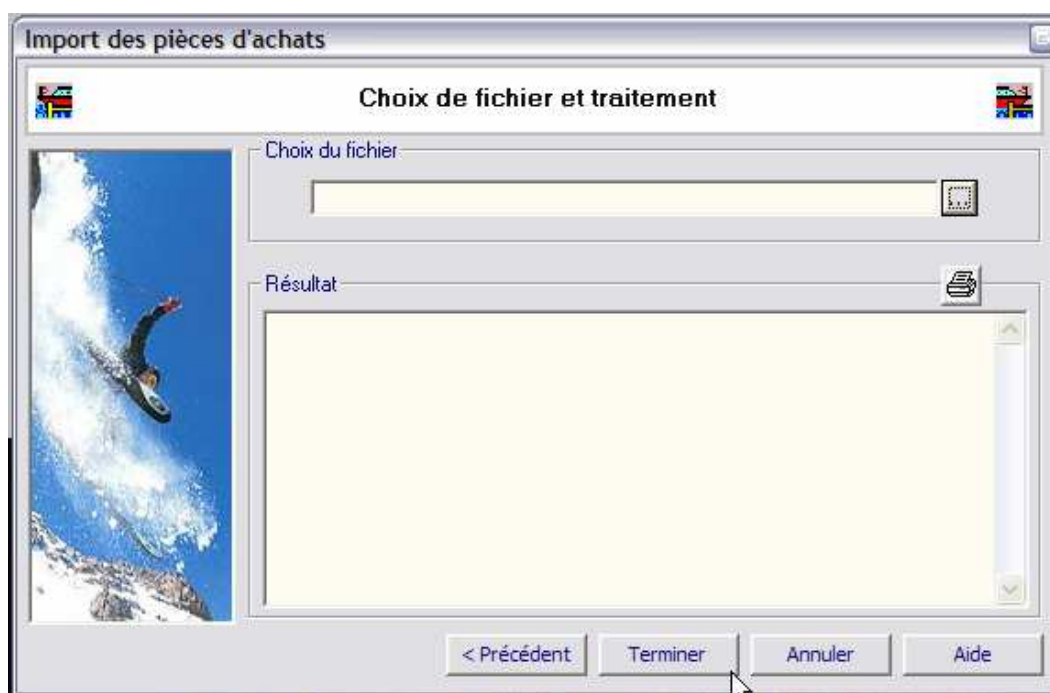 Import des pièces d'achats
Choix de fichier et traitement
Choix du fichier
...
Résultat
< Précédent
Terminer
Annuler
Aide